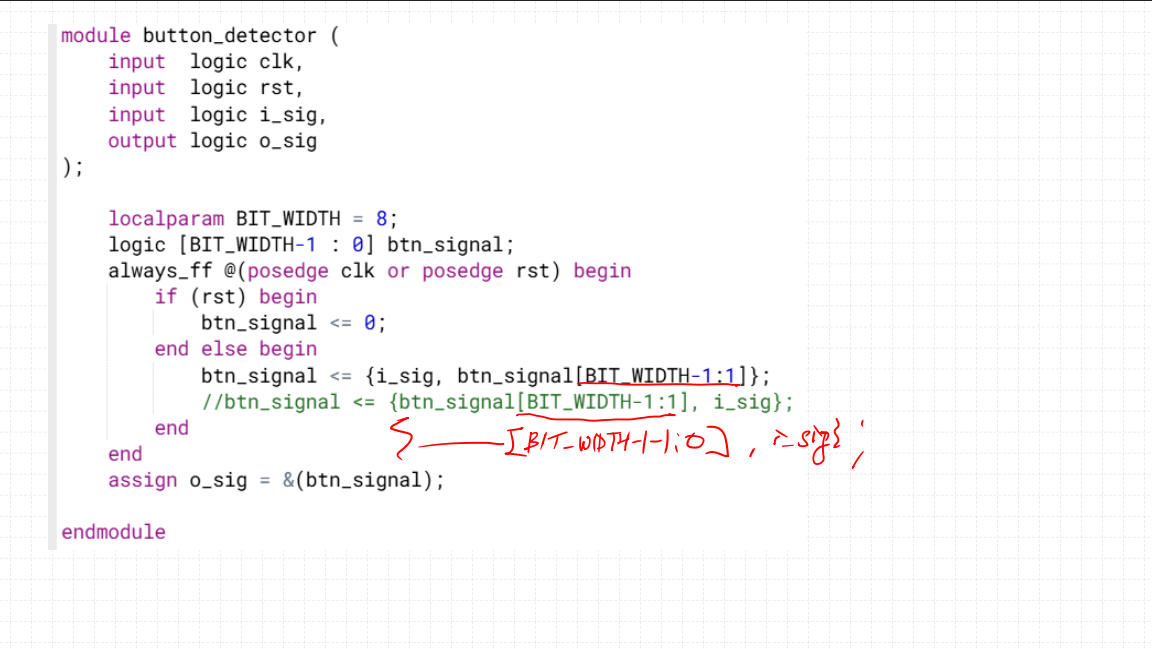 module button_detector (
    input  logic clk,
    input  logic rst,
    input  logic i_sig,
    output logic o_sig
);
    localparam BIT_WIDTH = 8;
    logic [BIT_WIDTH-1 : 0] btn_signal;
    always_ff @(posedge clk or posedge rst) begin
        if (rst) begin
            btn_signal <= 0;
        end else begin
            btn_signal <= {i_sig, btn_signal[BIT_WIDTH-1:1]};
            //btn_signal <= {btn_signal[BIT_WIDTH-1:1], i_sig};
        end
{ [BIT_WIDTH-1-1:0] , i_sig} ;
    end
    assign o_sig = &(btn_signal);
endmodule